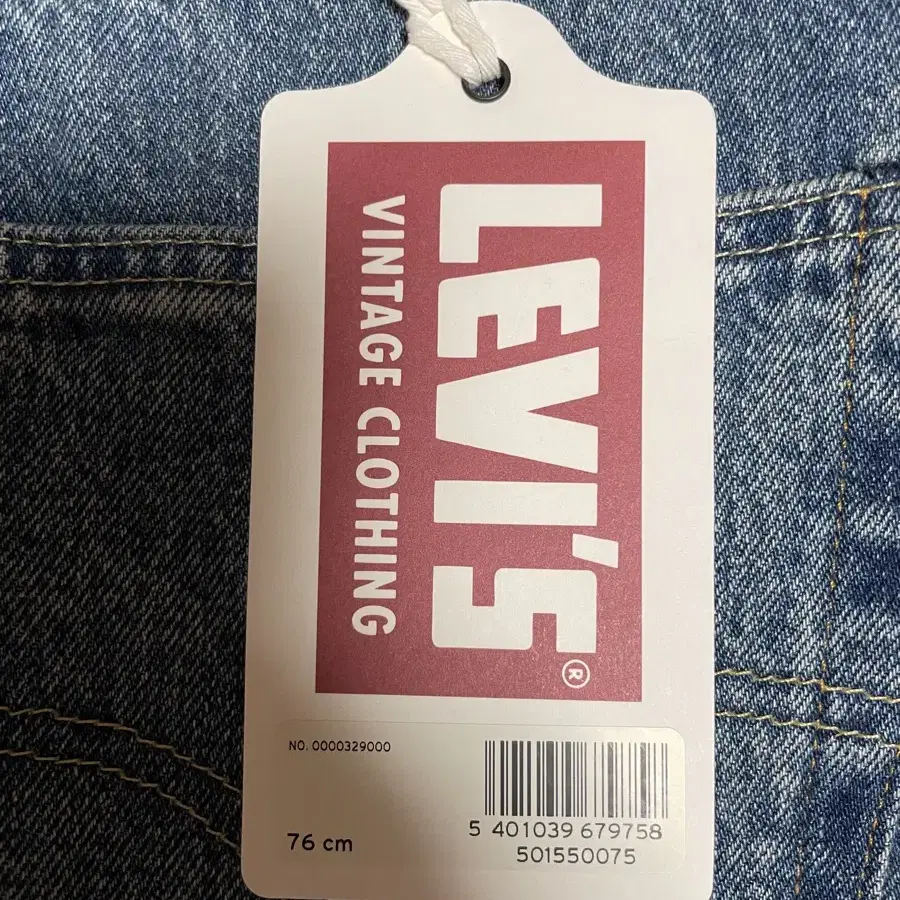 LEVI'S®
VINTAGE CLOTHING
NO. 0000329000
5 401039 679758
76 cm
501550075